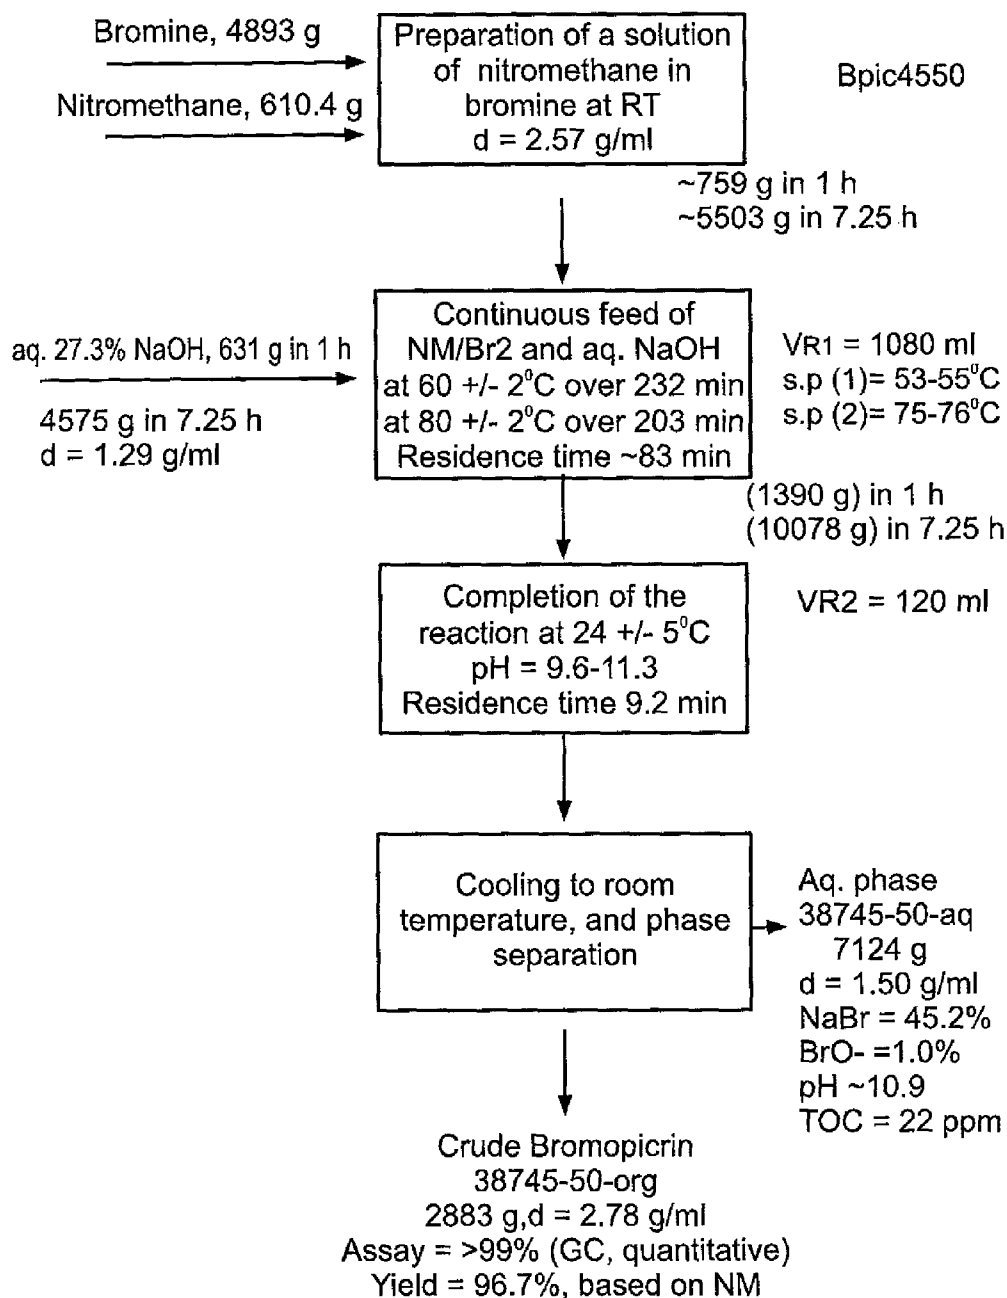 Bromine, 4893 g
Nitromethane, 610.4 g
Preparation of a solution
of nitromethane in
bromine at RT
d = 2.57 g/ml
Bpic4550
~759 g in 1 h
~5503 g in 7.25 h
aq. 27.3% NaOH, 631 g in 1 h
4575 g in 7.25 h
d = 1.29 g/ml
Continuous feed of
NM/Br2 and aq. NaOH
at 60 +/- 2⁰C over 232 min
at 80 +/- 2⁰C over 203 min
Residence time ~83 min
VR1 = 1080 ml
s.p (1)= 53-55⁰C
s.p (2)= 75-76⁰C
(1390 g) in 1 h
(10078 g) in 7.25 h
Completion of the
reaction at 24 +/- 5⁰C
pH = 9.6-11.3
Residence time 9.2 min
VR2 = 120 ml
Cooling to room
temperature, and phase
separation
Aq. phase
38745-50-aq
7124 g
d = 1.50 g/ml
NaBr = 45.2%
BrO- =1.0%
pH ~10.9
TOC = 22 ppm
Crude Bromopicrin
38745-50-org
2883 g,d = 2.78 g/ml
Assay = >99% (GC, quantitative)
Yield = 96.7%, based on NM